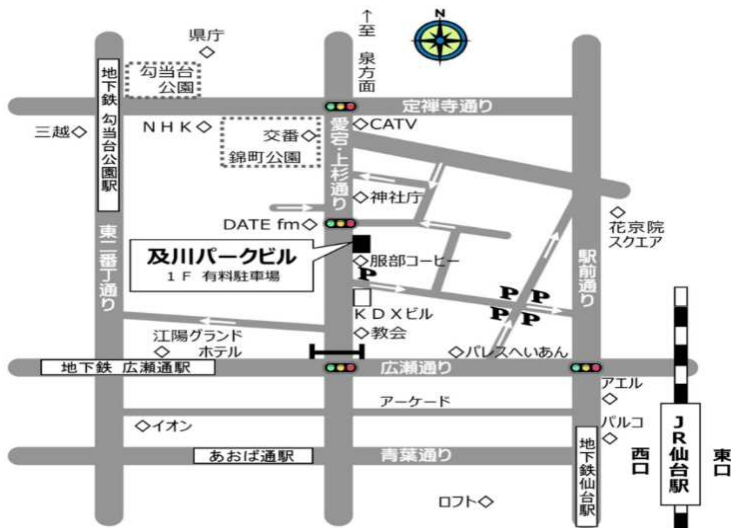 県庁◇
↑至 泉方面
N
勾当台
公園
地下鉄 勾当台公園駅
定禅寺通り
三越◇
NHK◇
交番◇
錦町公園
◇CATV
愛宕・上杉通り
◇神社庁
DATE fm◇
◇
花京院
スクエア
及川パークビル
1F 有料駐車場
◇服部コーヒー
P
駅前通り
東二番丁通り
P P
P P
KDXビル
◇教会
江陽グランド
◇ ホテル
◇パレスへいあん
地下鉄 広瀬通駅
広瀬通り
アエル
◇
アーケード
◇イオン
パルコ
◇
JR仙台駅
西口
東口
あおば通駅
青葉通り
地下鉄仙台駅
ロフト◇